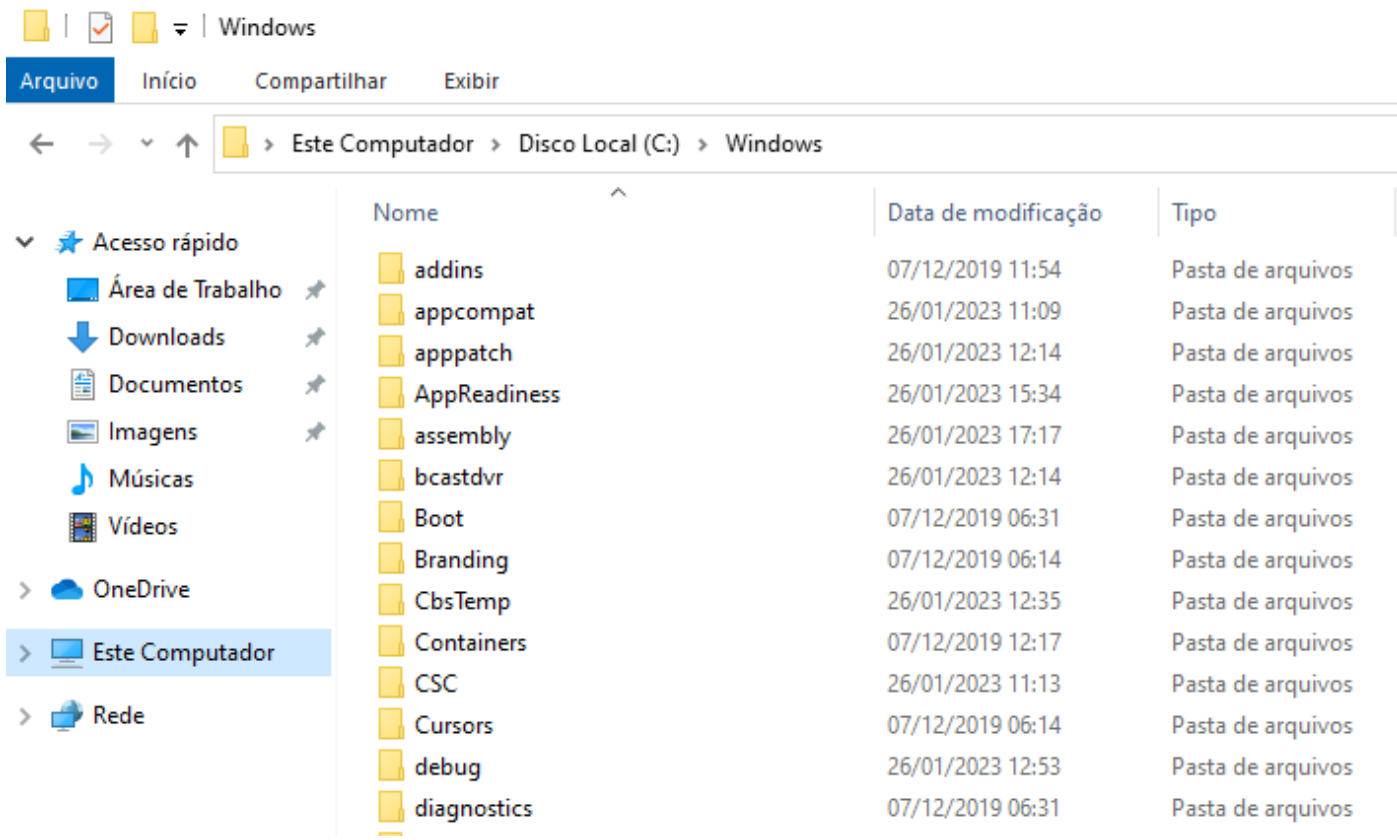 Windows
Arquivo Início Compartilhar Exibir
Este Computador Disco Local (C:) Windows
Nome Data de modificação Tipo
Acesso rápido
Área de Trabalho
Downloads
Documentos
Imagens
Músicas
Vídeos
OneDrive
Este Computador
Rede
addins 07/12/2019 11:54 Pasta de arquivos
appcompat 26/01/2023 11:09 Pasta de arquivos
apppatch 26/01/2023 12:14 Pasta de arquivos
AppReadiness 26/01/2023 15:34 Pasta de arquivos
assembly 26/01/2023 17:17 Pasta de arquivos
bcastdvr 26/01/2023 12:14 Pasta de arquivos
Boot 07/12/2019 06:31 Pasta de arquivos
Branding 07/12/2019 06:14 Pasta de arquivos
CbsTemp 26/01/2023 12:35 Pasta de arquivos
Containers 07/12/2019 12:17 Pasta de arquivos
CSC 26/01/2023 11:13 Pasta de arquivos
Cursors 07/12/2019 06:14 Pasta de arquivos
debug 26/01/2023 12:53 Pasta de arquivos
diagnostics 07/12/2019 06:31 Pasta de arquivos